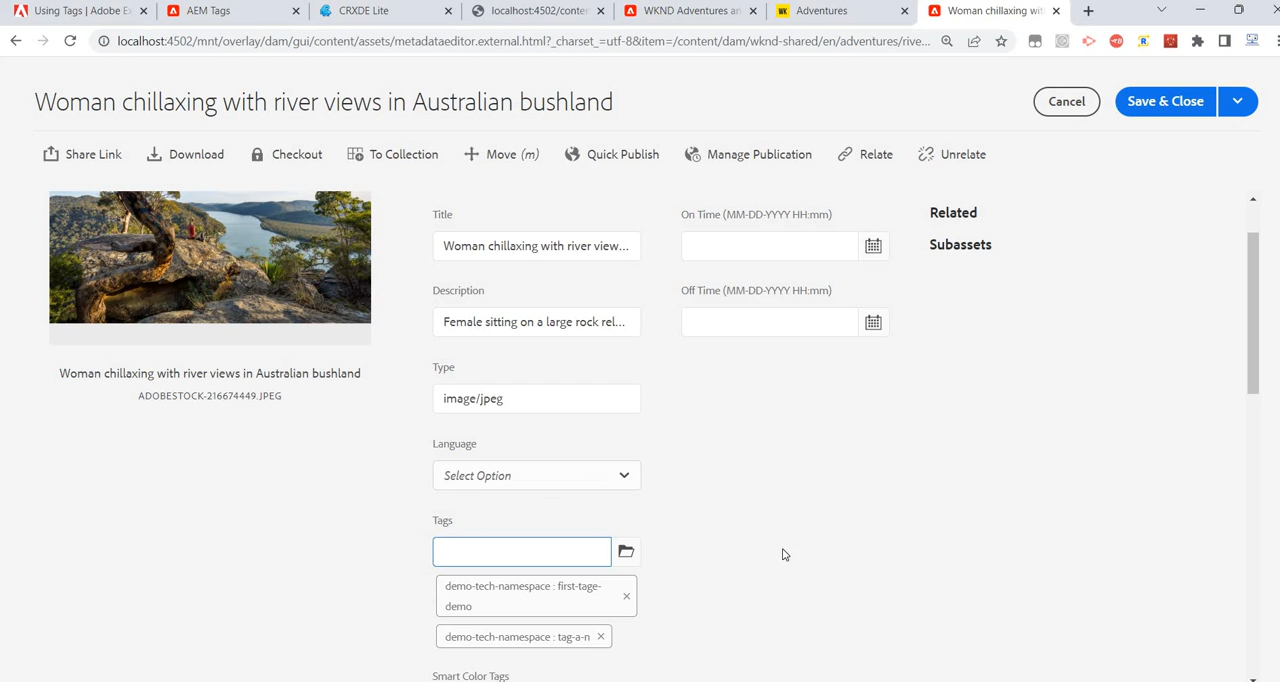 Using Tags | Adobe Ex
AEM Tags
CRXDE Lite
localhost:4502/conten
WKND Adventures an
WK
Adventures
Woman chillaxing with
localhost:4502/mnt/overlay/dam/gui/content/assets/metadataeditor.external.html?_charset_=utf-8&item=/content/dam/wknd-shared/en/adventures/rive...
Woman chillaxing with river views in Australian bushland
Cancel
Save & Close
Share Link
Download
Checkout
To Collection
Move (m)
Quick Publish
Manage Publication
Relate
Unrelate
Title
On Time (MM-DD-YYYY HH:mm)
Related
Woman chillaxing with river view...
Subassets
Description
Off Time (MM-DD-YYYY HH:mm)
Female sitting on a large rock rel...
Type
Woman chillaxing with river views in Australian bushland
ADOBESTOCK-216674449.JPEG
image/jpeg
Language
Select Option
Tags
demo-tech-namespace : first-tage-
demo
demo-tech-namespace : tag-a-n
Smart Color Tags